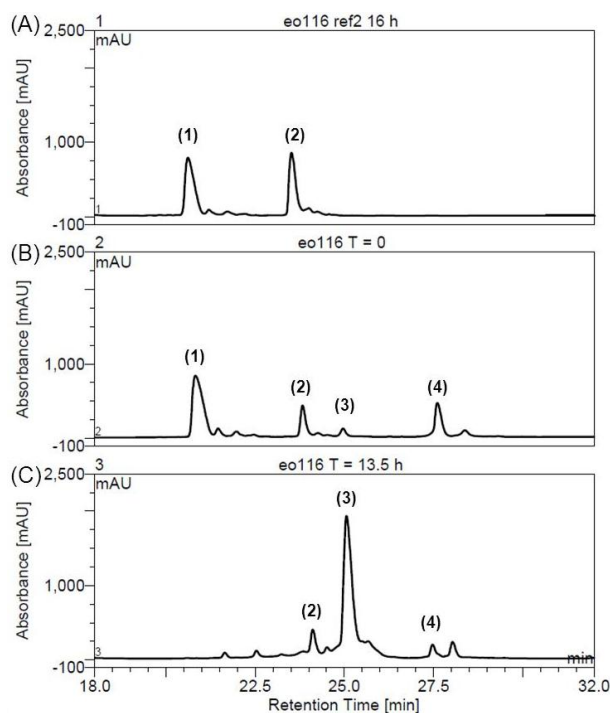 (A) 1 eo116 ref2 16 h
2,500
mAU
(1) (2)
1,000
Absorbance [mAU]
1
-100
(B) 2 eo116 T = 0
2,500
mAU
(1) (2) (3) (4)
1,000
Absorbance [mAU]
2
-100
(C) 3 eo116 T = 13.5 h
2,500
mAU
(3)
1,000
(2) (4)
Absorbance [mAU]
3 min
-100
18.0 22.5 25.0 27.5 32.0
Retention Time [min]